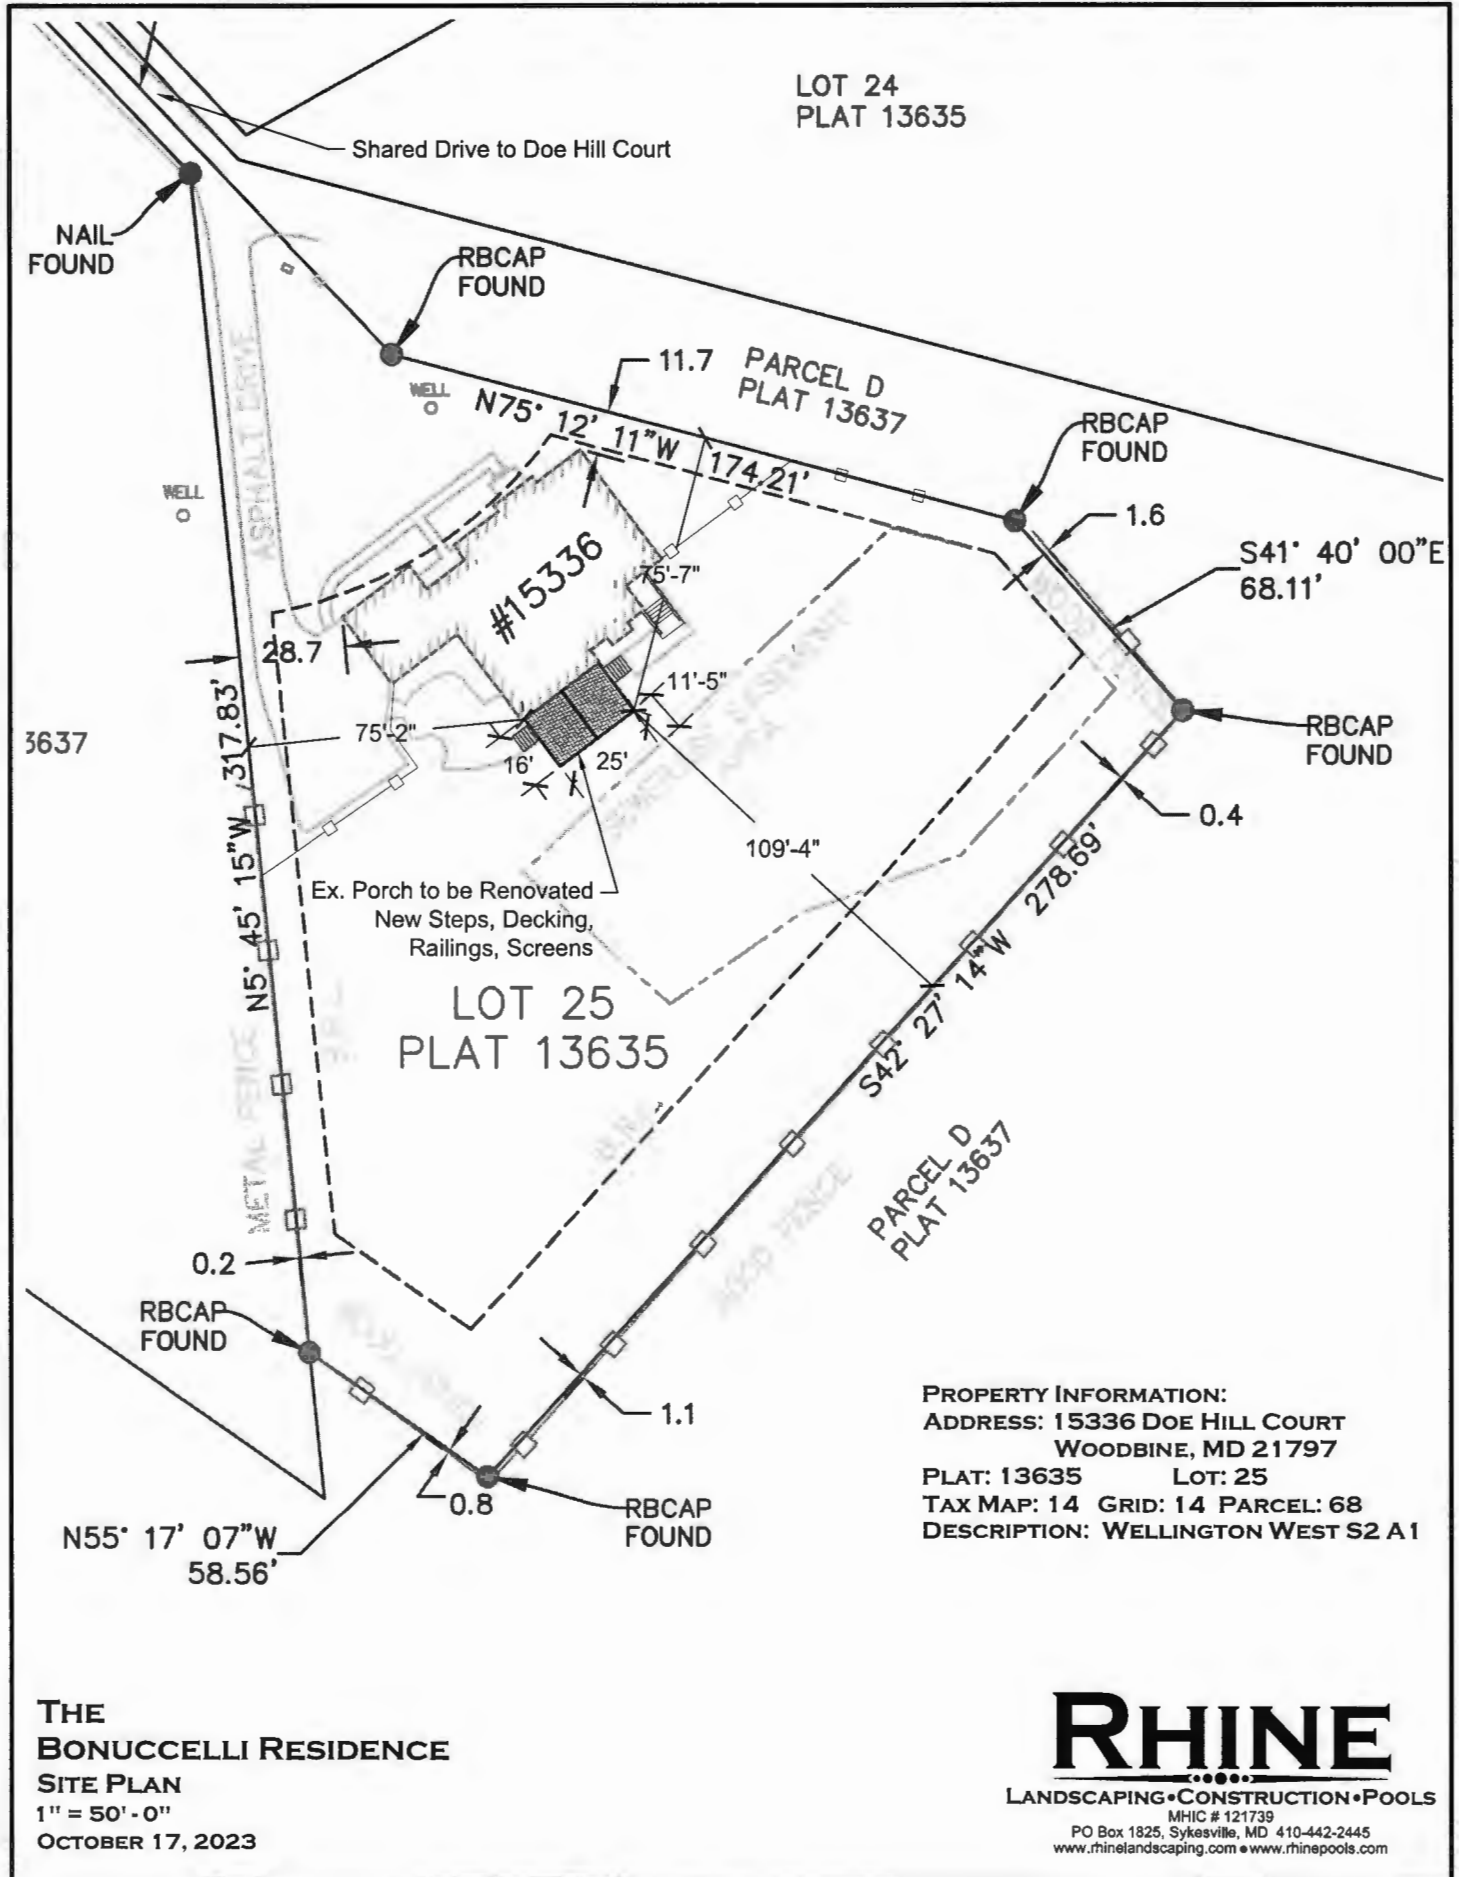 LOT 24
PLAT 13635
Shared Drive to Doe Hill Court
NAIL
FOUND
RBCAP
FOUND
11.7
PARCEL D
PLAT 13637
N75° 12' 11"W 174.21'
RBCAP
FOUND
WELL
WELL
ASPHALT DRIVE
1.6
S41° 40' 00"E
68.11'
#15336
75'-7"
28.7
11'-5"
75'-2"
16'
25'
3637
N5° 45' 15"W 317.83'
RBCAP
FOUND
0.4
109'-4"
278.69'
S42° 27' 14"W
Ex. Porch to be Renovated
New Steps, Decking,
Railings, Screens
LOT 25
PLAT 13635
METAL FENCE
B.R.L.
B.R.L.
WOOD FENCE
PARCEL D
PLAT 13637
0.2
RBCAP
FOUND
1.1
0.8
RBCAP
FOUND
N55° 17' 07"W
58.56'
PROPERTY INFORMATION:
ADDRESS: 15336 DOE HILL COURT
WOODBINE, MD 21797
PLAT: 13635 LOT: 25
TAX MAP: 14 GRID: 14 PARCEL: 68
DESCRIPTION: WELLINGTON WEST S2 A1
THE
BONUCCELLI RESIDENCE
SITE PLAN
1" = 50'-0"
OCTOBER 17, 2023
RHINE
LANDSCAPING•CONSTRUCTION•POOLS
MHIC # 121739
PO Box 1825, Sykesville, MD 410-442-2445
www.rhinelandscaping.com • www.rhinepools.com